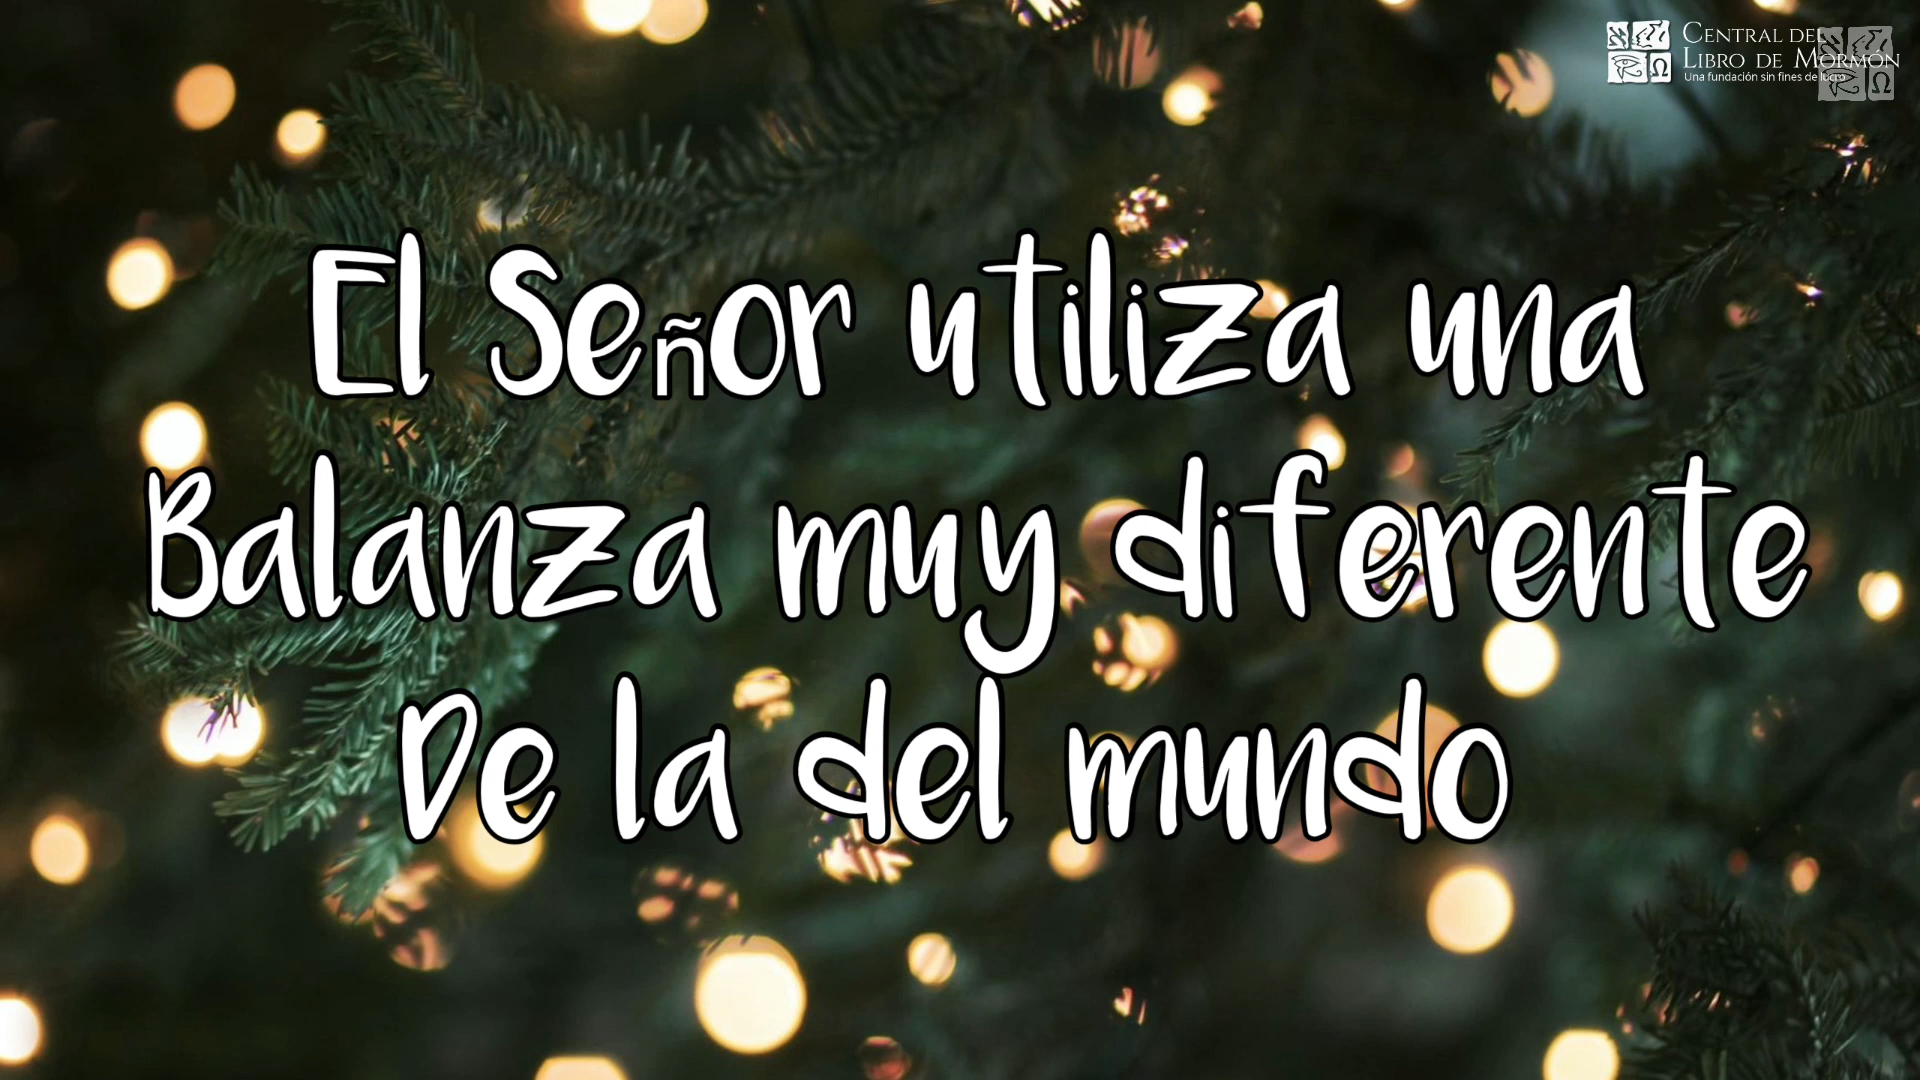 CENTRAL DEL
LIBRO DE MORMÓN
Una fundación sin fines de lucro
El Señor utiliza una
Balanza muy diferente
De la del mundo